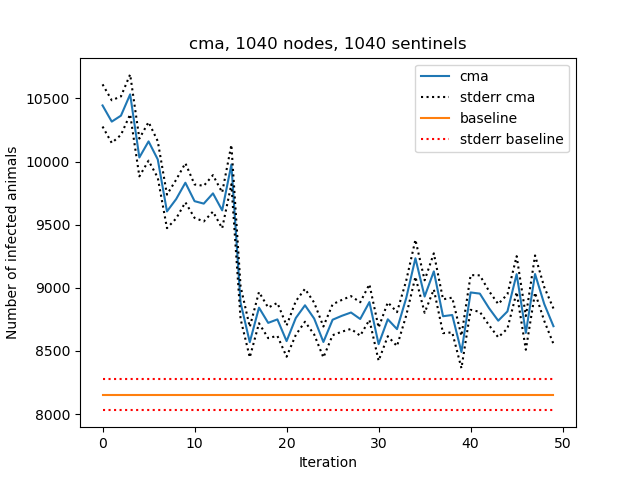 cma, 1040 nodes, 1040 sentinels
cma
stderr cma
baseline
stderr baseline
Number of infected animals
10500
10000
9500
9000
8500
8000
0 10 20 30 40 50
Iteration